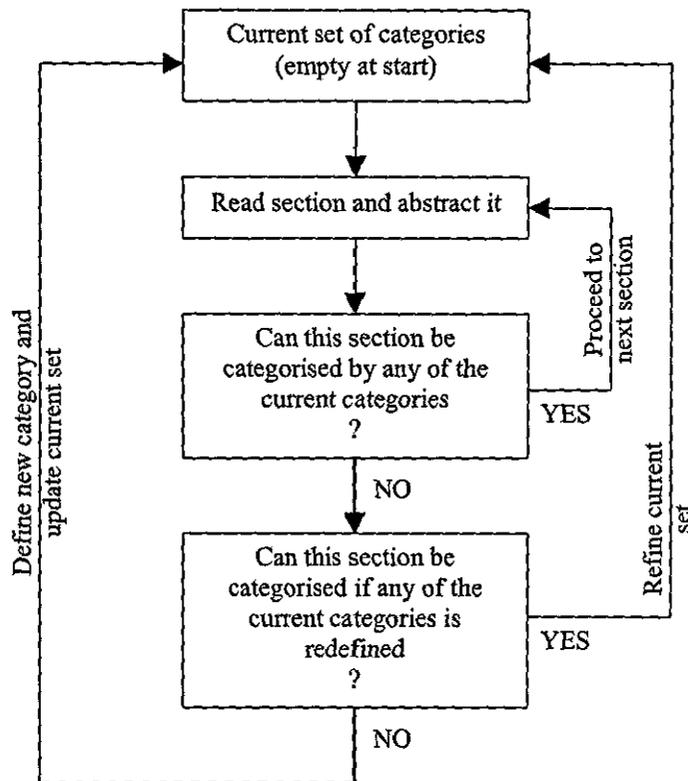 Current set of categories
(empty at start)
Read section and abstract it
Proceed to
next section
Can this section be
categorised by any of the
current categories
?
YES
NO
Define new category and
update current set
Refine current
set
Can this section be
categorised if any of the
current categories is
redefined
?
YES
NO